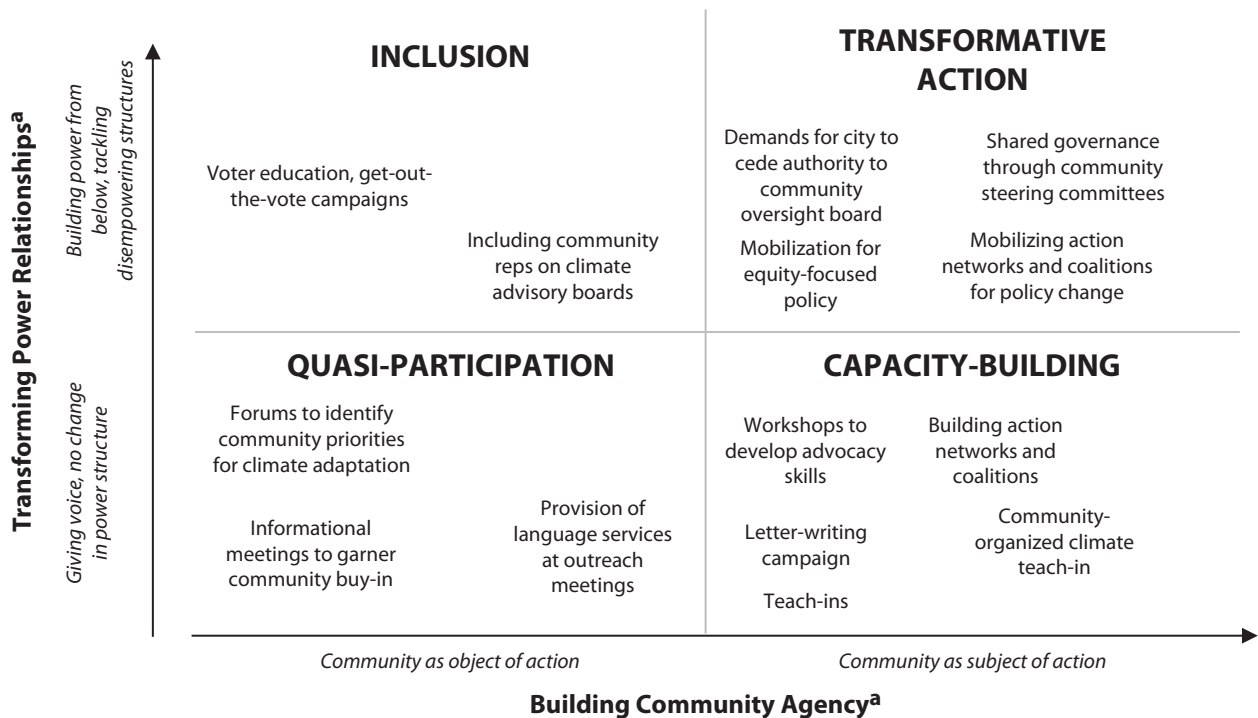 Transforming Power Relationshipsᵃ
Building power from
below, tackling
disempowering structures
Giving voice, no change
in power structure
INCLUSION
Voter education, get-out-
the-vote campaigns
Including community
reps on climate
advisory boards
TRANSFORMATIVE
ACTION
Demands for city to
cede authority to
community
oversight board
Shared governance
through community
steering committees
Mobilization for
equity-focused
policy
Mobilizing action
networks and coalitions
for policy change
QUASI-PARTICIPATION
Forums to identify
community priorities
for climate adaptation
Informational
meetings to garner
community buy-in
Provision of
language services
at outreach
meetings
CAPACITY-BUILDING
Workshops to
develop advocacy
skills
Building action
networks and
coalitions
Letter-writing
campaign
Community-
organized climate
teach-in
Teach-ins
Community as object of action
Community as subject of action
Building Community Agencyᵃ